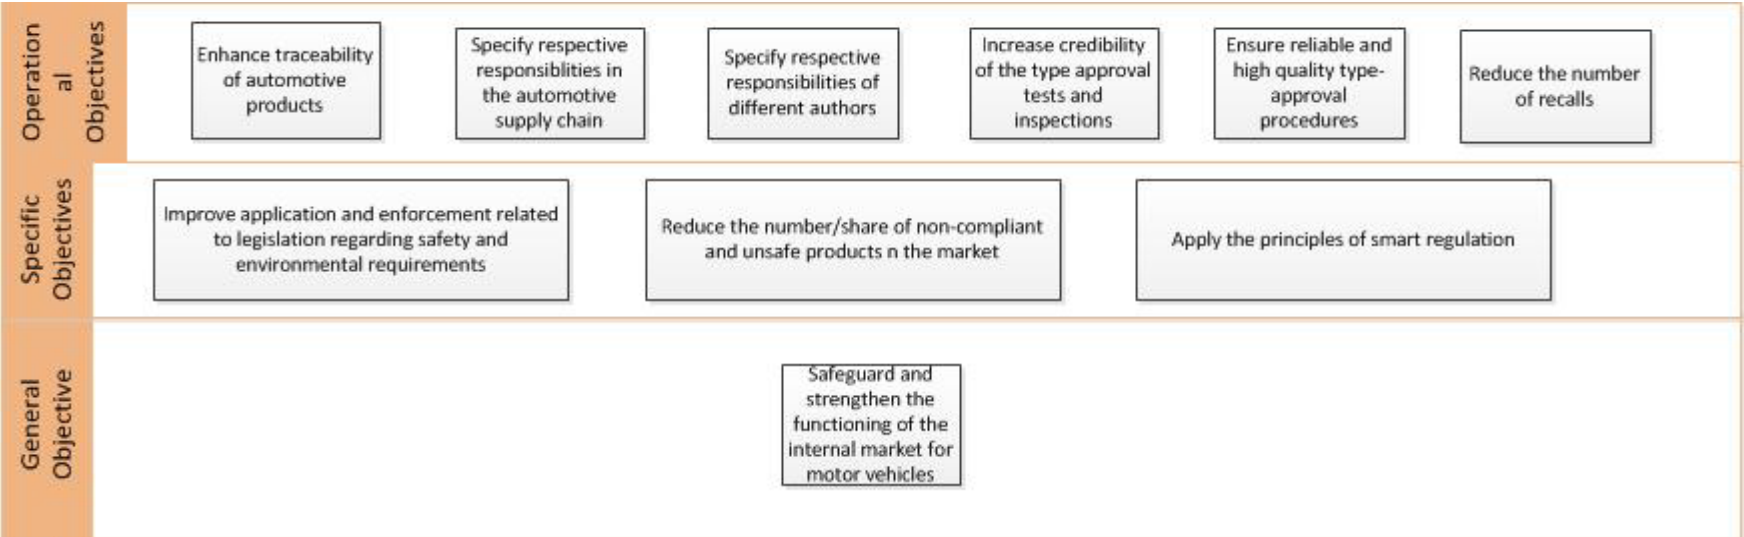 Operation
al
Objectives
Enhance traceability
of automotive
products
Specify respective
responsiblities in
the automotive
supply chain
Specify respective
responsibilities of
different authors
Increase credibility
of the type approval
tests and
inspections
Ensure reliable and
high quality type-
approval
procedures
Reduce the number
of recalls
Specific
Objectives
Improve application and enforcement related
to legislation regarding safety and
environmental requirements
Reduce the number/share of non-compliant
and unsafe products n the market
Apply the principles of smart regulation
General
Objective
Safeguard and
strengthen the
functioning of the
internal market for
motor vehicles